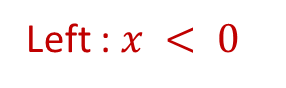 Left : x < 0